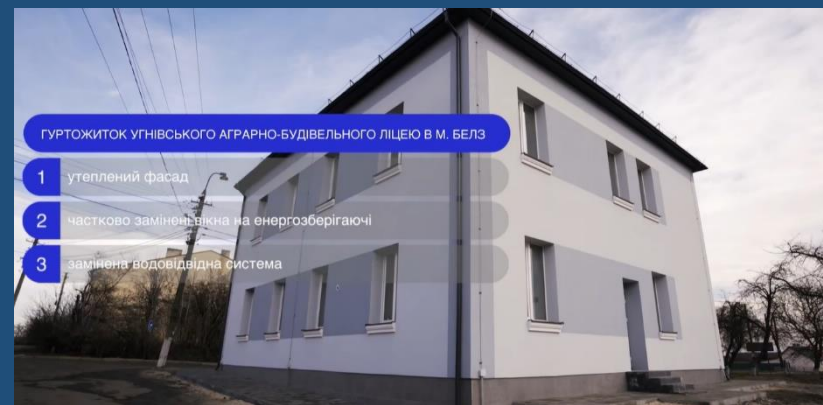 ГУРТОЖИТОК УГНІВСЬКОГО АГРАРНО-БУДІВЕЛЬНОГО ЛІЦЕЮ В М. БЕЛЗ
1 утеплений фасад
2 частково замінені вікна на енергозберігаючі
3 замінена водовідвідна система